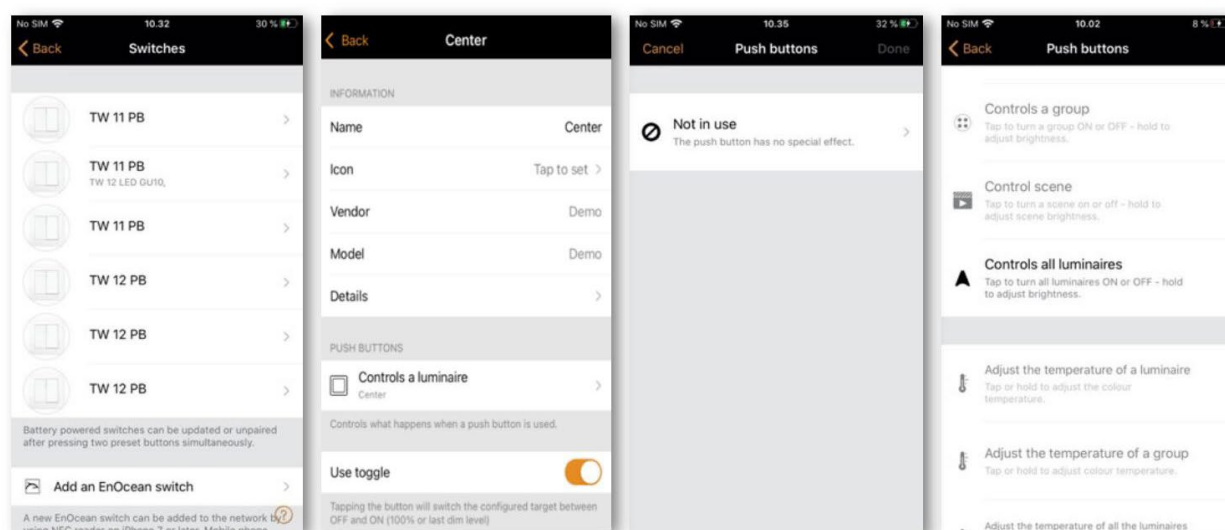 No SIM 10.32 30 %
Back Switches
TW 11 PB
TW 11 PB
TW 12 LED GU10,
TW 11 PB
TW 12 PB
TW 12 PB
TW 12 PB
Battery powered switches can be updated or unpaired
after pressing two preset buttons simultaneously.
Add an EnOcean switch
A new EnOcean switch can be added to the network by
using NFC reader on iPhone 7 or later. Mobile phone
Back Center
INFORMATION
Name Center
Icon Tap to set
Vendor Demo
Model Demo
Details
PUSH BUTTONS
Controls a luminaire
Center
Controls what happens when a push button is used.
Use toggle
Tapping the button will switch the configured target between
OFF and ON (100% or last dim level)
No SIM 10.35 32 %
Cancel Push buttons Done
Not in use
The push button has no special effect.
No SIM 10.02 8 %
Back Push buttons
Controls a group
Tap to turn a group ON or OFF - hold to
adjust brightness.
Control scene
Tap to turn a scene on or off - hold to
adjust scene brightness.
Controls all luminaires
Tap to turn all luminaires ON or OFF - hold
to adjust brightness.
Adjust the temperature of a luminaire
Tap or hold to adjust the colour
temperature.
Adjust the temperature of a group
Tap or hold to adjust colour temperature.
Adjust the temperature of all the luminaires